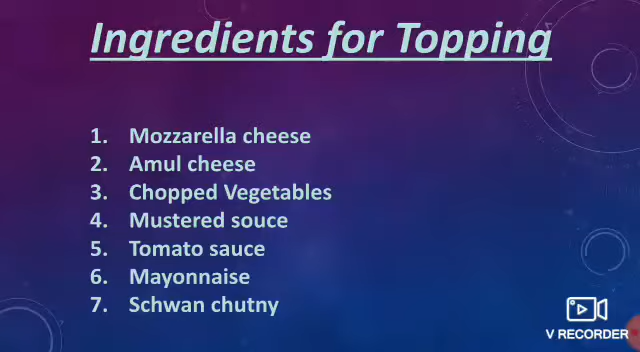 Ingredients for Topping
1. Mozzarella cheese
2. Amul cheese
3. Chopped Vegetables
4. Mustered souce
5. Tomato sauce
6. Mayonnaise
7. Schwan chutny
V RECORDER